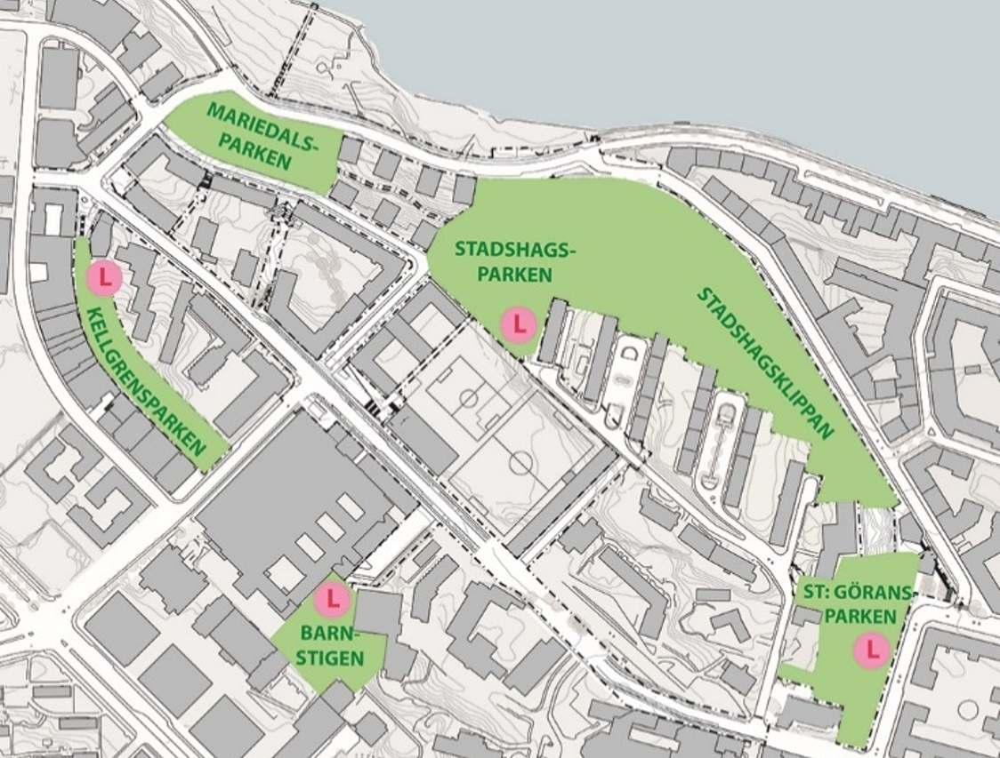 MARIEDALS-
PARKEN
STADSHAGS-
PARKEN
L
STADSHAGSKLIPPAN
L
KELLGRENSPARKEN
L
BARN-
STIGEN
ST: GÖRANS
PARKEN
L